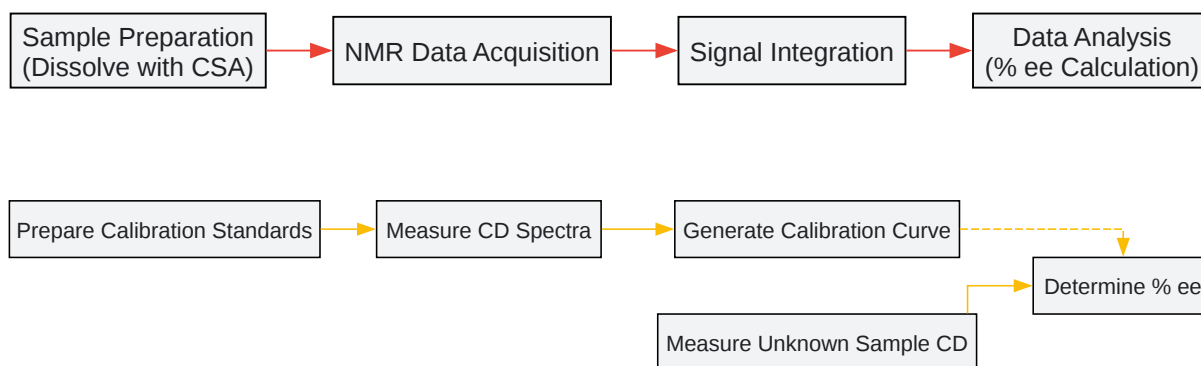 Sample Preparation
(Dissolve with CSA)
NMR Data Acquisition
Signal Integration
Data Analysis
(% ee Calculation)
Prepare Calibration Standards
Measure CD Spectra
Generate Calibration Curve
Determine % ee
Measure Unknown Sample CD